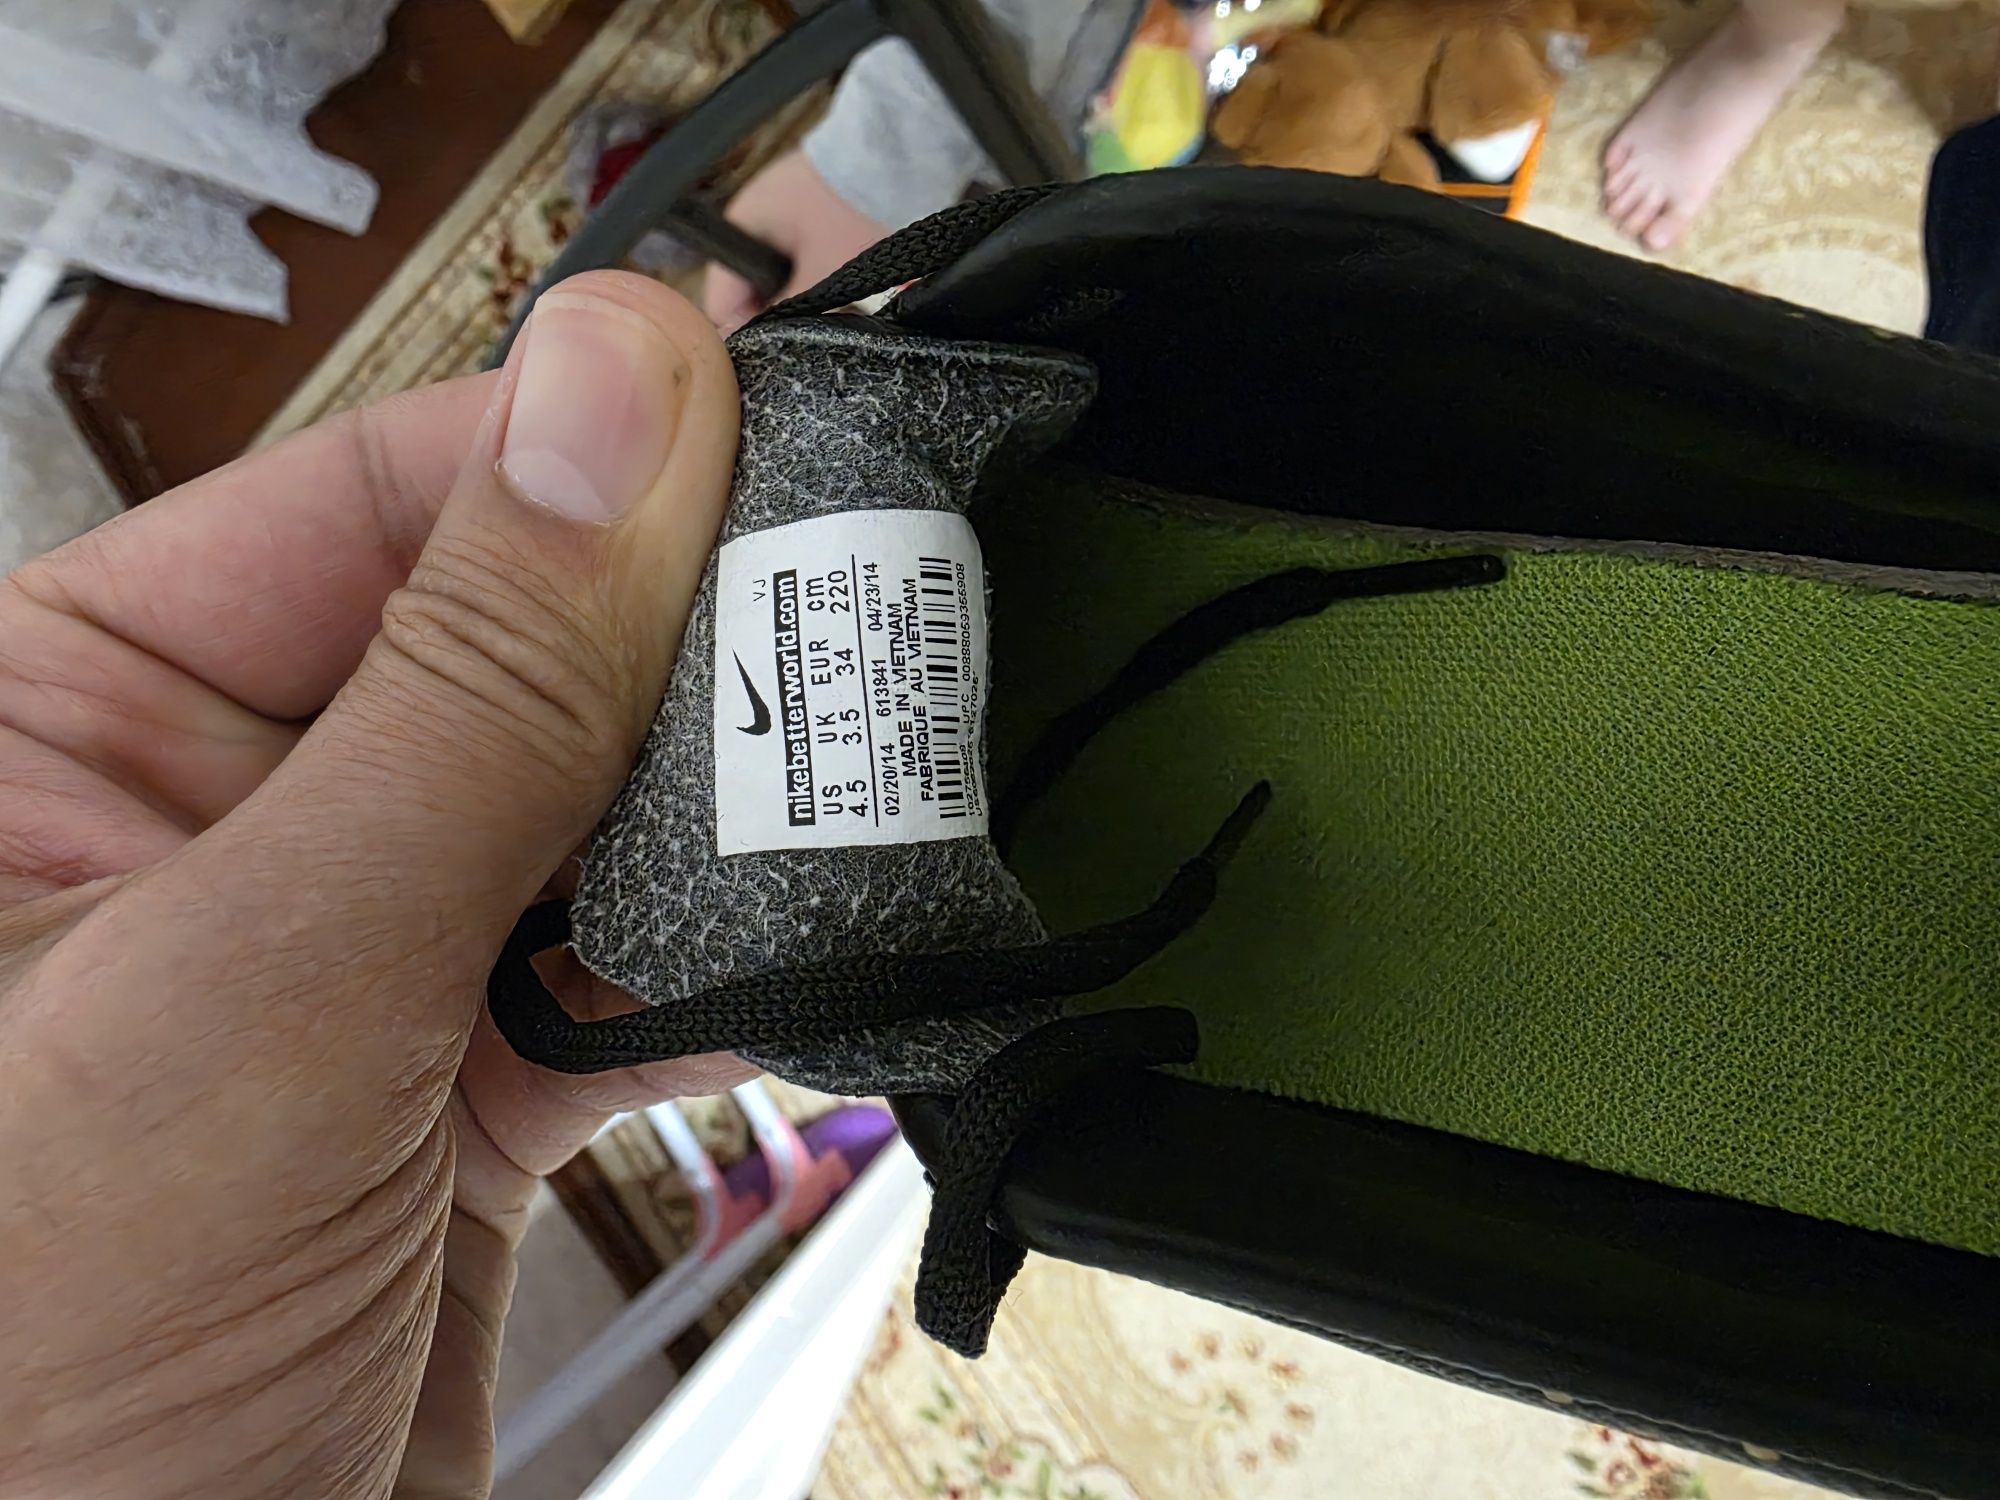 VJ
nikebetterworld.com
US UK EUR cm
4.5 3.5 34 220
02/20/14 613841 04/23/14
MADE IN VIETNAM
FABRIQUE AU VIETNAM
UPC 00888059355908